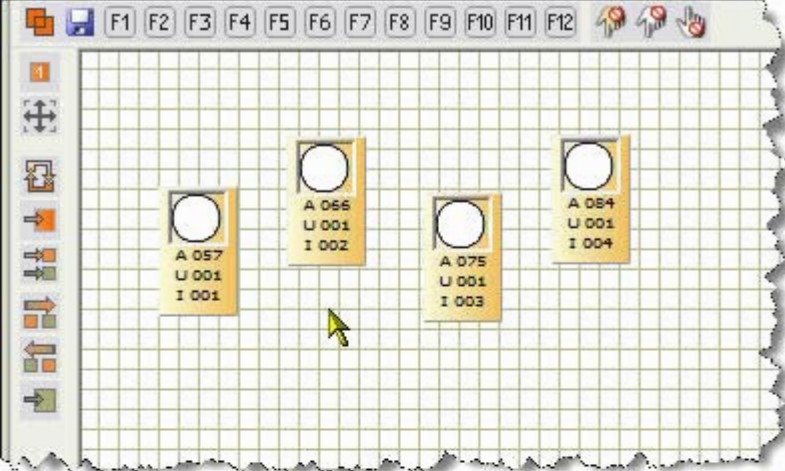 F1 F2 F3 F4 F5 F6 F7 F8 F9 F10 F11 F12
1
A 057
U 001
I 001
A 066
U 001
I 002
A 075
U 001
I 003
A 084
U 001
I 004